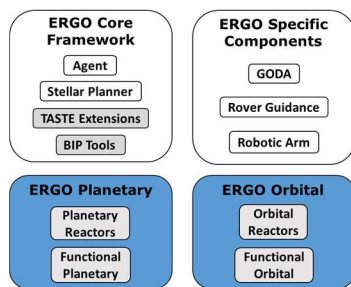 ERGO Core
Framework
Agent
Stellar Planner
TASTE Extensions
BIP Tools
ERGO Specific
Components
GODA
Rover Guidance
Robotic Arm
ERGO Planetary
Planetary
Reactors
Functional
Planetary
ERGO Orbital
Orbital
Reactors
Functional
Orbital